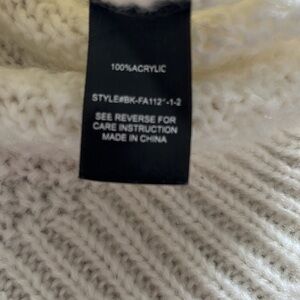 100%ACRYLIC
STYLE#BK-FA112"-1-2
SEE REVERSE FOR
CARE INSTRUCTION
MADE IN CHINA